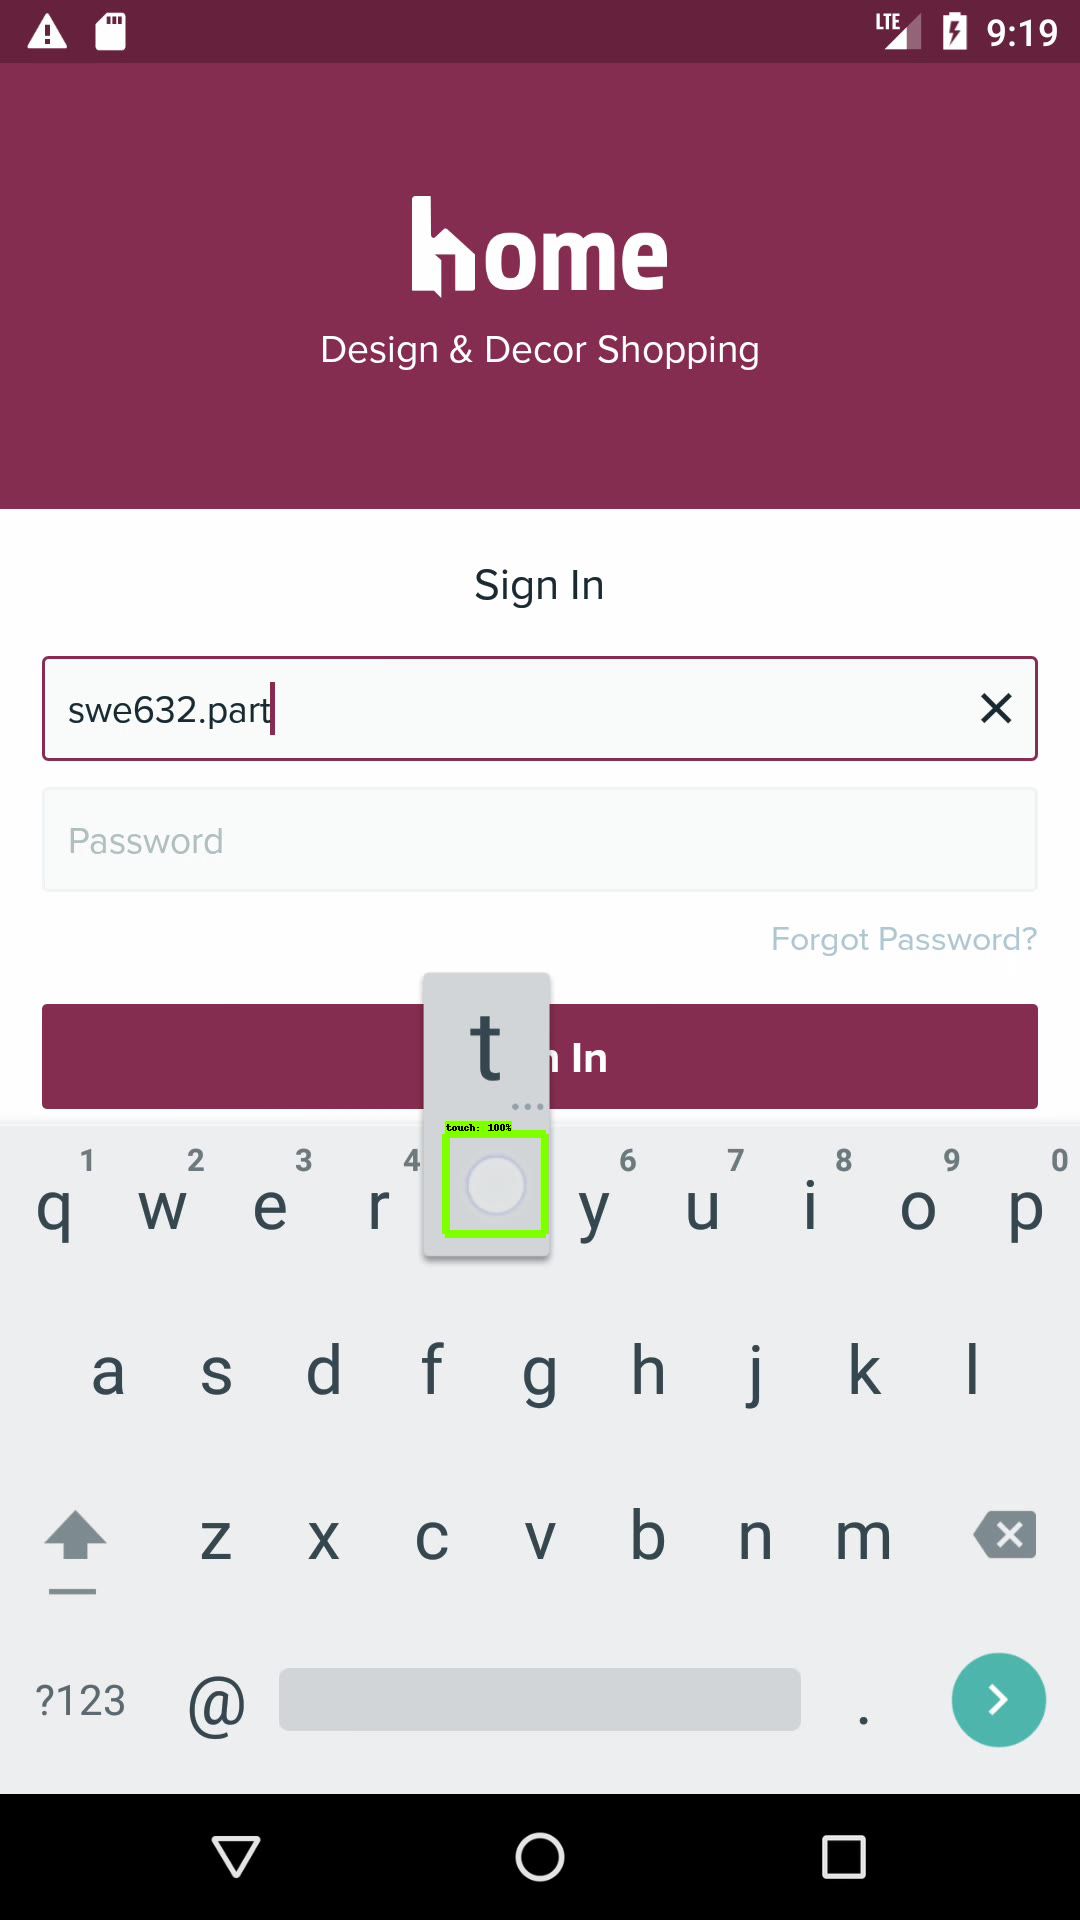 LTE 9:19
home
Design & Decor Shopping
Sign In
swe632.part
Password
Forgot Password?
t
n In
touch: 100%
1 2 3 4 6 7 8 9 0
q w e r y u i o p
a s d f g h j k l
z x c v b n m
?123 @ .